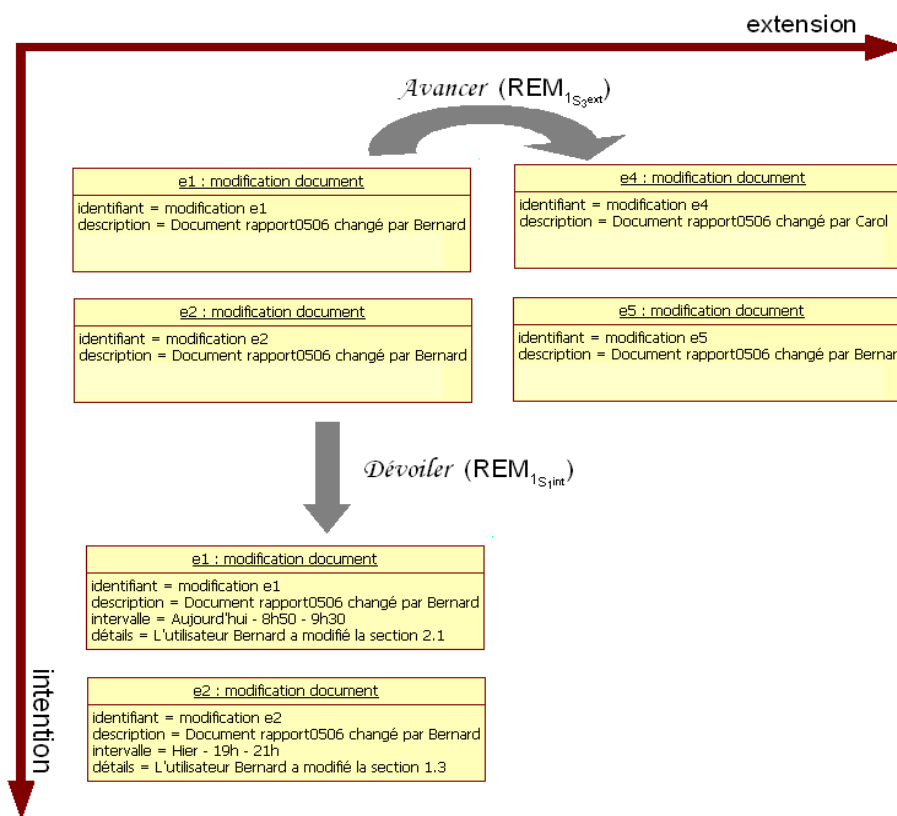 extension
Avancer (REM1S3ext)
e1 : modification document
identifiant = modification e1
description = Document rapport0506 changé par Bernard
e4 : modification document
identifiant = modification e4
description = Document rapport0506 changé par Carol
e2 : modification document
identifiant = modification e2
description = Document rapport0506 changé par Bernard
e5 : modification document
identifiant = modification e5
description = Document rapport0506 changé par Bernar
Dévoiler (REM1S1int)
e1 : modification document
identifiant = modification e1
description = Document rapport0506 changé par Bernard
intervalle = Aujourd'hui - 8h50 - 9h30
détails = L'utilisateur Bernard a modifié la section 2.1
e2 : modification document
identifiant = modification e2
description = Document rapport0506 changé par Bernard
intervalle = Hier - 19h - 21h
détails = L'utilisateur Bernard a modifié la section 1.3
intention